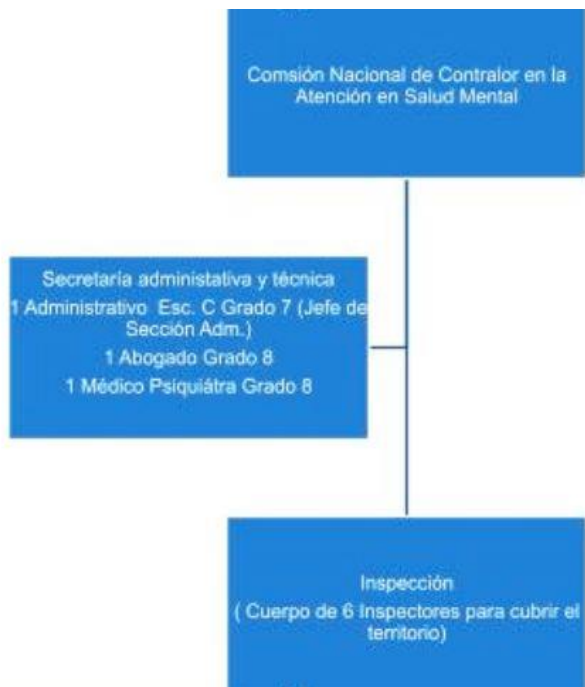 Comsión Nacional de Contralor en la
Atención en Salud Mental
Secretaría administativa y técnica
1 Administrativo Esc. C Grado 7 (Jefe de
Sección Adm.)
1 Abogado Grado 8
1 Médico Psiquiátra Grado 8
Inspección
( Cuerpo de 6 Inspectores para cubrir el
territorio)